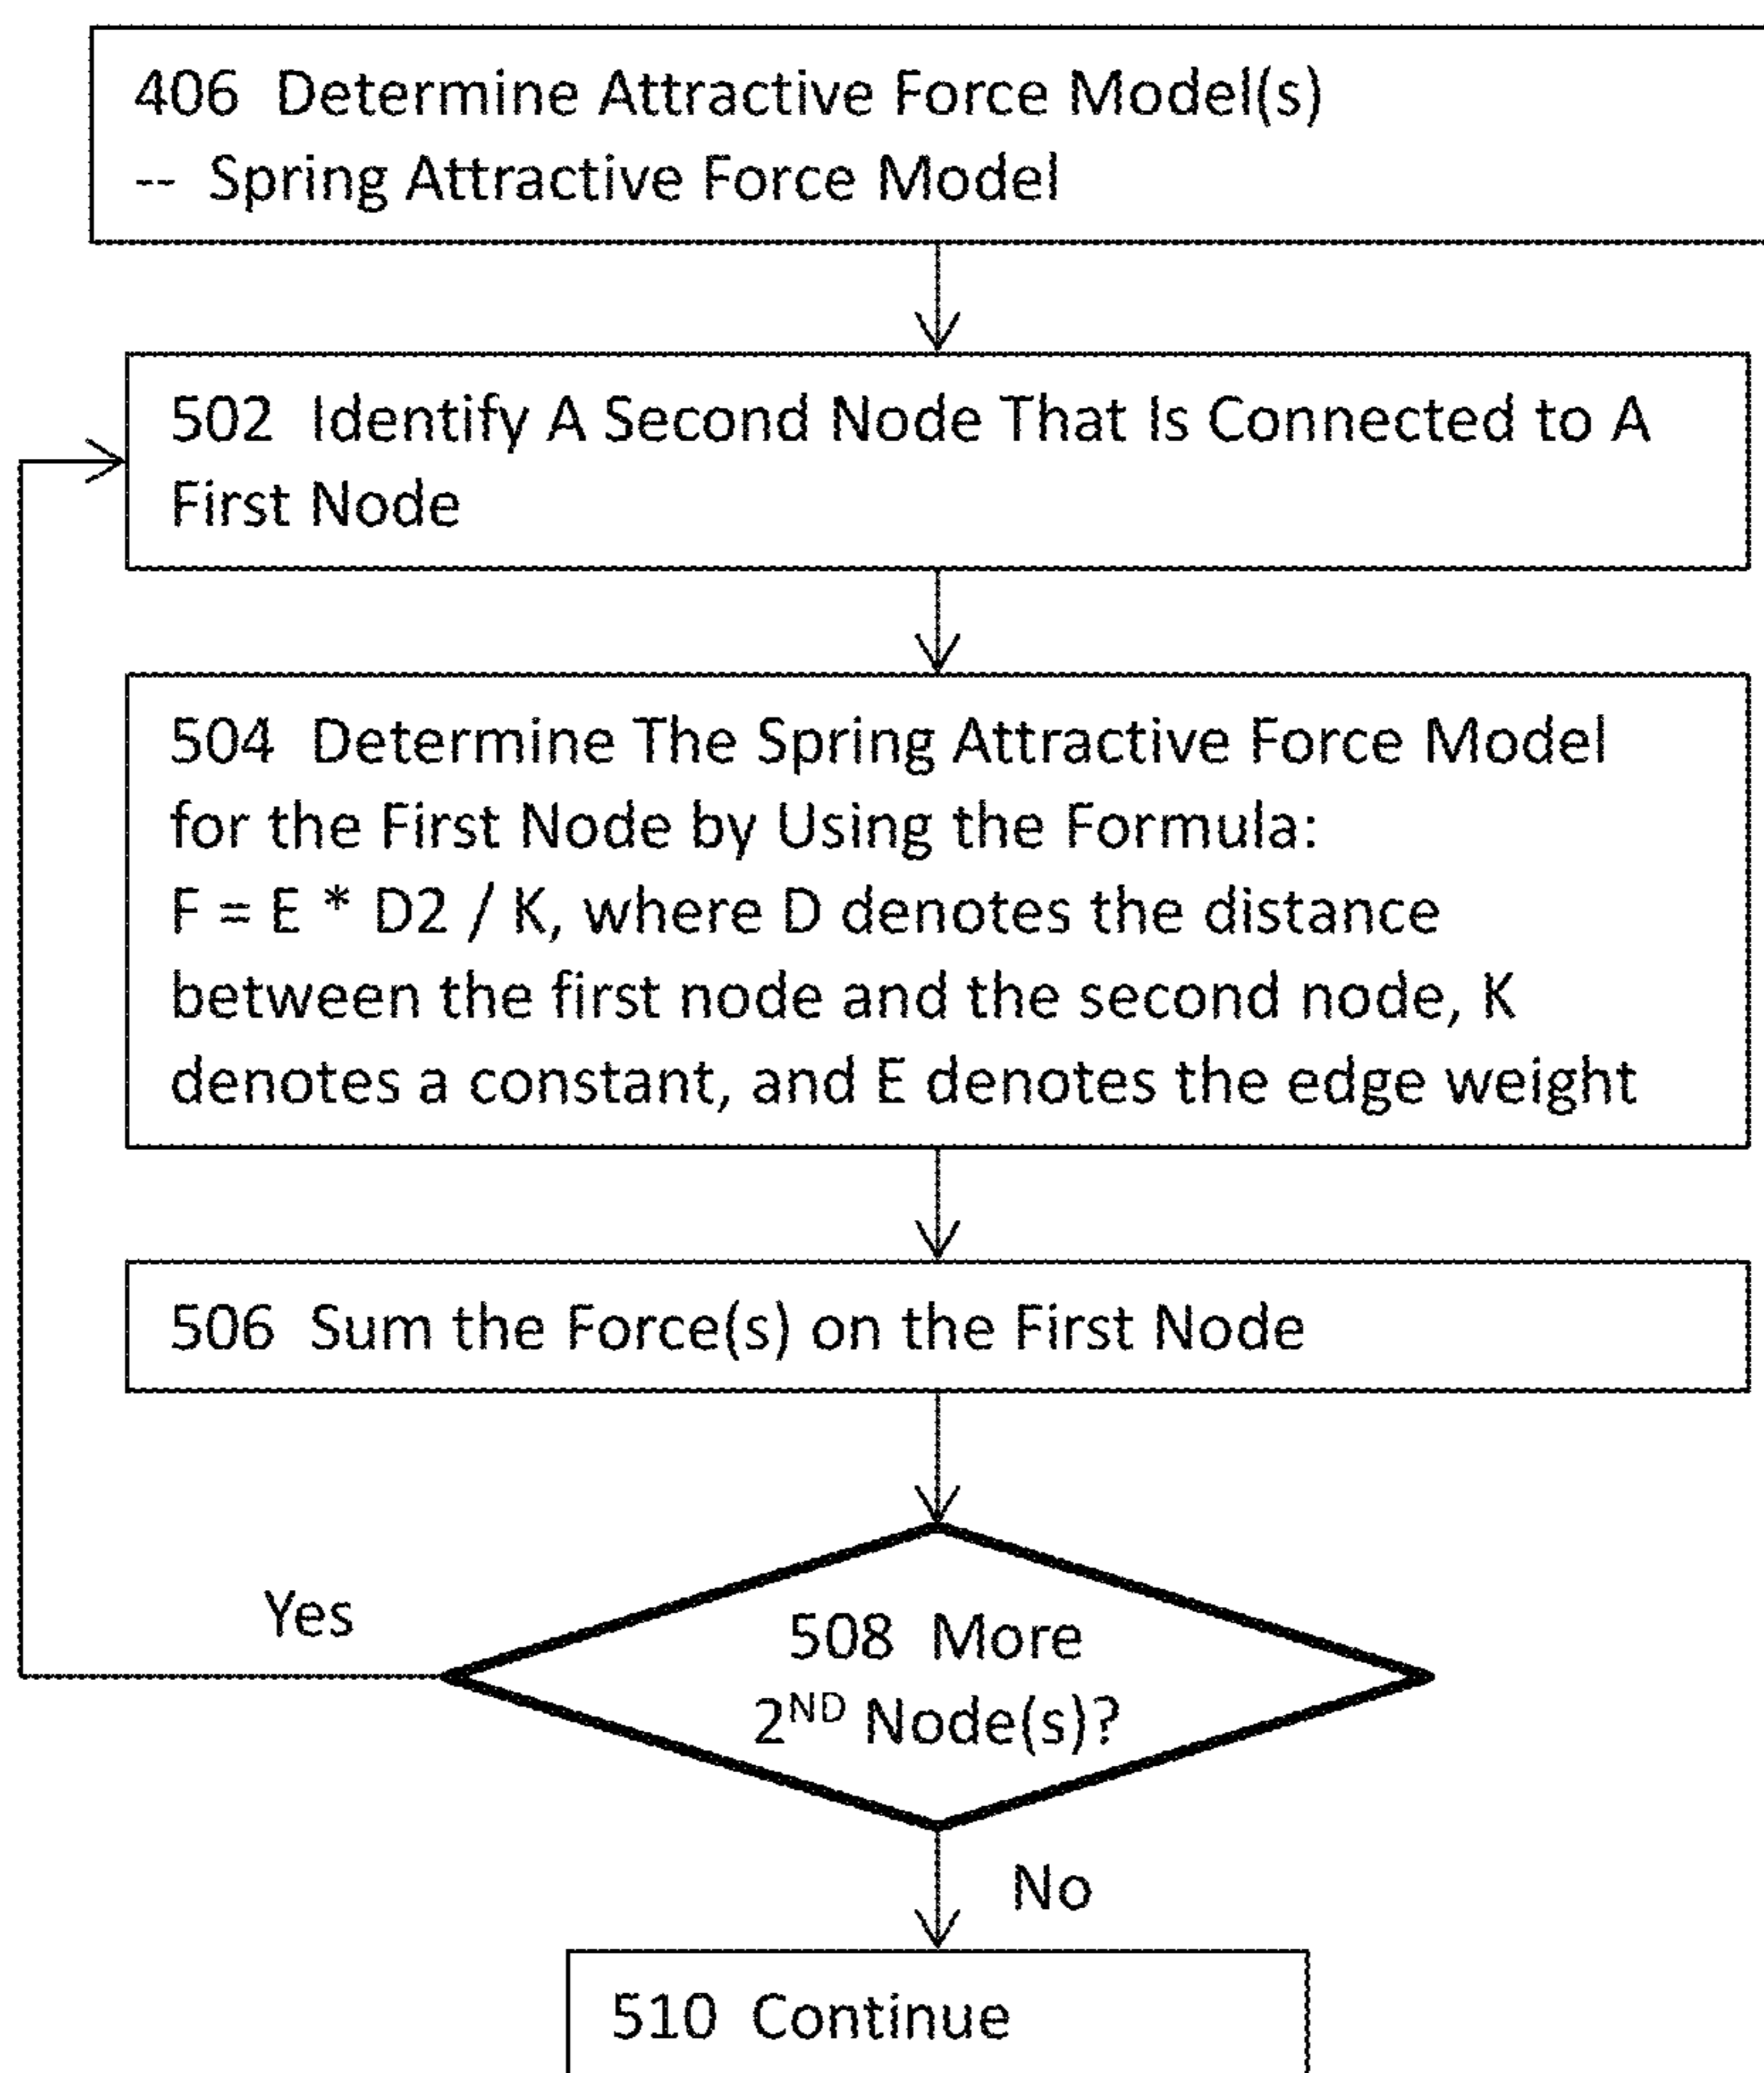 406 Determine Attractive Force Model(s)
-- Spring Attractive Force Model
502 Identify A Second Node That Is Connected to A
First Node
504 Determine The Spring Attractive Force Model
for the First Node by Using the Formula:
F = E * D2 / K, where D denotes the distance
between the first node and the second node, K
denotes a constant, and E denotes the edge weight
506 Sum the Force(s) on the First Node
Yes
508 More
2ND Node(s)?
No
510 Continue